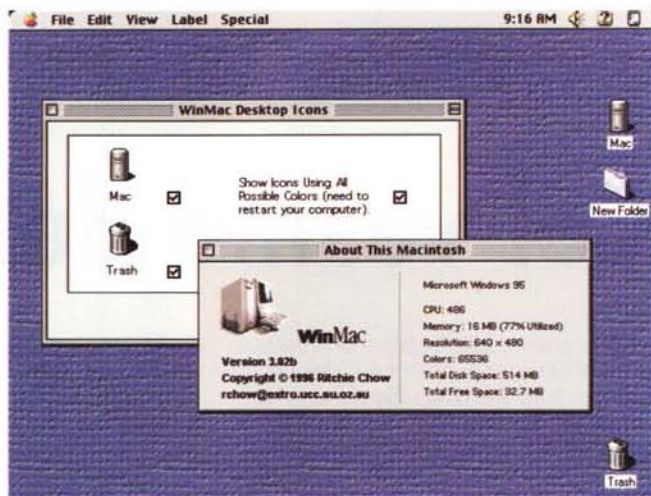 File Edit View Label Special
9:16 AM
WinMac Desktop Icons
Mac
Show Icons Using All
Possible Colors (need to
restart your computer).
Trash
Mac
New Folder
About This Macintosh
WinMac
Version 3.02b
Copyright © 1996 Ritchie Chow
rchow@extro.ucc.su.oz.au
Microsoft Windows 95
CPU: 486
Memory: 16 MB (77% Utilized)
Resolution: 640 x 480
Colors: 65536
Total Disk Space: 514 MB
Total Free Space: 32.7 MB
Trash